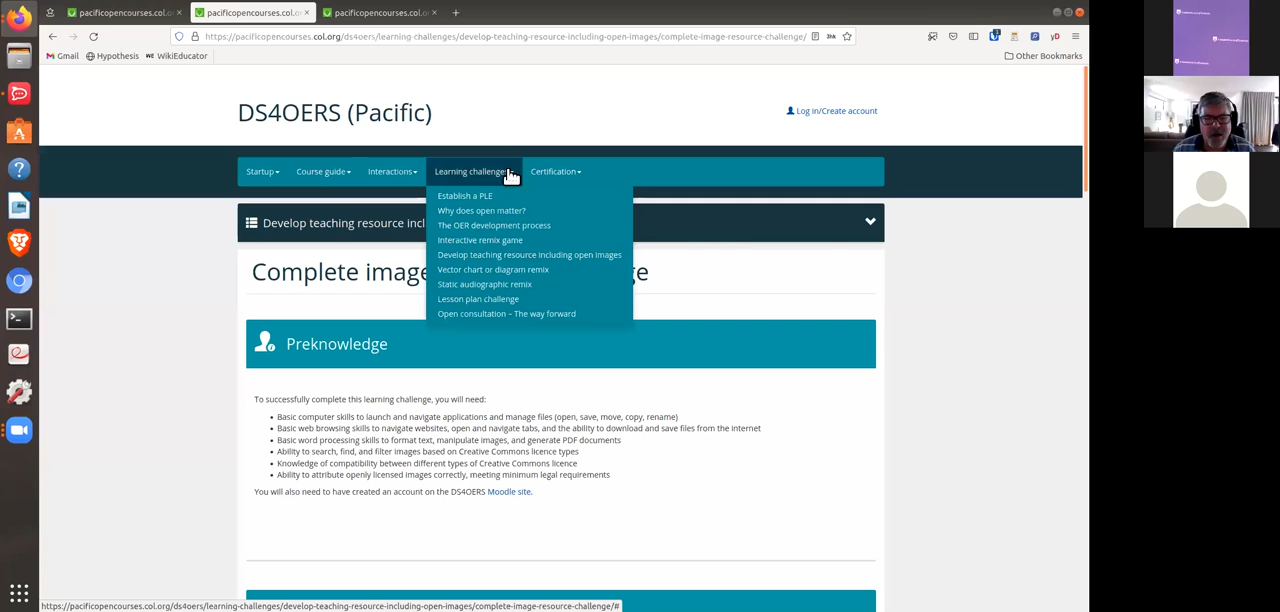 pacificopencourses.col.or
pacificopencourses.col.or
pacificopencourses.col.or
https://pacificopencourses.col.org/ds4oers/learning-challenges/develop-teaching-resource-including-open-images/complete-image-resource-challenge/
Gmail
Hypothesis
WikiEducator
Other Bookmarks
DS4OERS (Pacific)
Log in/Create account
Startup
Course guide
Interactions
Learning challenges
Certification
Establish a PLE
Why does open matter?
The OER development process
Interactive remix game
Develop teaching resource including open images
Vector chart or diagram remix
Static audiographic remix
Lesson plan challenge
Open consultation – The way forward
Develop teaching resource incl
Complete imag
e
Preknowledge
To successfully complete this learning challenge, you will need:
• Basic computer skills to launch and navigate applications and manage files (open, save, move, copy, rename)
• Basic web browsing skills to navigate websites, open and navigate tabs, and the ability to download and save files from the internet
• Basic word processing skills to format text, manipulate images, and generate PDF documents
• Ability to search, find, and filter images based on Creative Commons licence types
• Knowledge of compatibility between different types of Creative Commons licence
• Ability to attribute openly licensed images correctly, meeting minimum legal requirements
You will also need to have created an account on the DS4OERS Moodle site.
https://pacificopencourses.col.org/ds4oers/learning-challenges/develop-teaching-resource-including-open-images/complete-image-resource-challenge/#